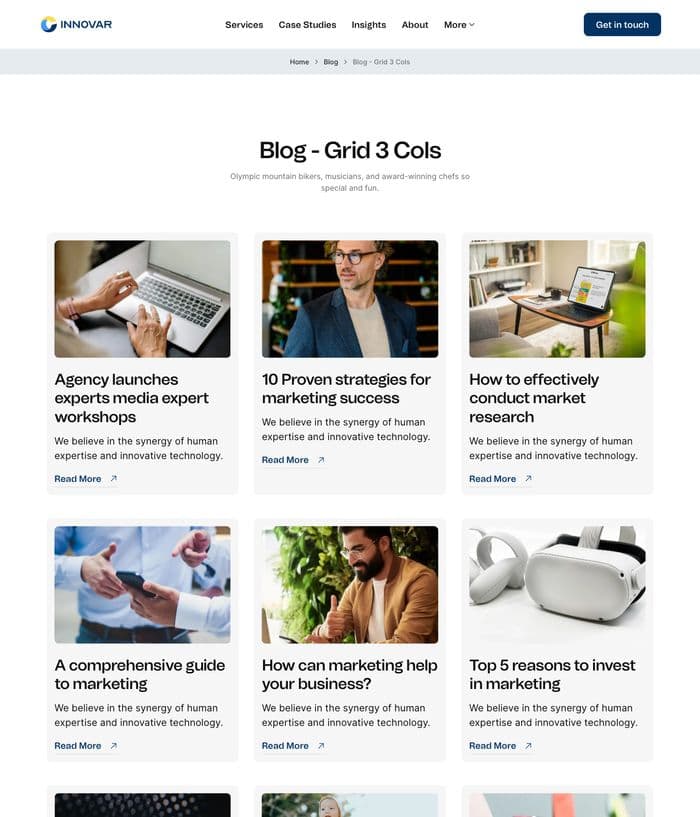 INNOVAR
Services Case Studies Insights About More
Get in touch
Home > Blog > Blog - Grid 3 Cols
Blog - Grid 3 Cols
Olympic mountain bikers, musicians, and award-winning chefs so
special and fun.
Agency launches
experts media expert
workshops
We believe in the synergy of human
expertise and innovative technology.
Read More
10 Proven strategies for
marketing success
We believe in the synergy of human
expertise and innovative technology.
Read More
How to effectively
conduct market
research
We believe in the synergy of human
expertise and innovative technology.
Read More
A comprehensive guide
to marketing
We believe in the synergy of human
expertise and innovative technology.
Read More
How can marketing help
your business?
We believe in the synergy of human
expertise and innovative technology.
Read More
Top 5 reasons to invest
in marketing
We believe in the synergy of human
expertise and innovative technology.
Read More